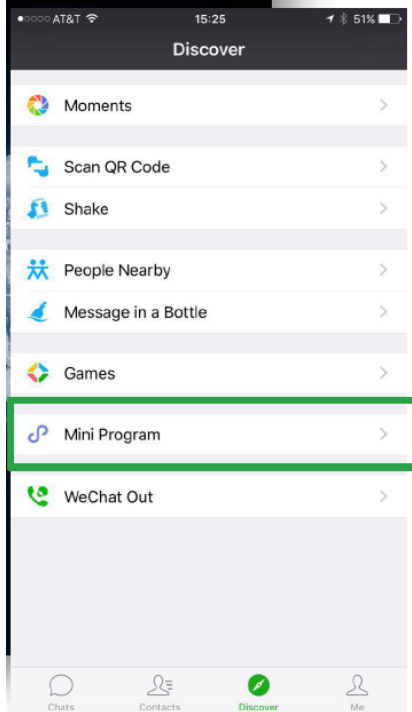 AT&T 15:25 51%
Discover
Moments
Scan QR Code
Shake
People Nearby
Message in a Bottle
Games
Mini Program
WeChat Out
Chats Contacts Discover Me